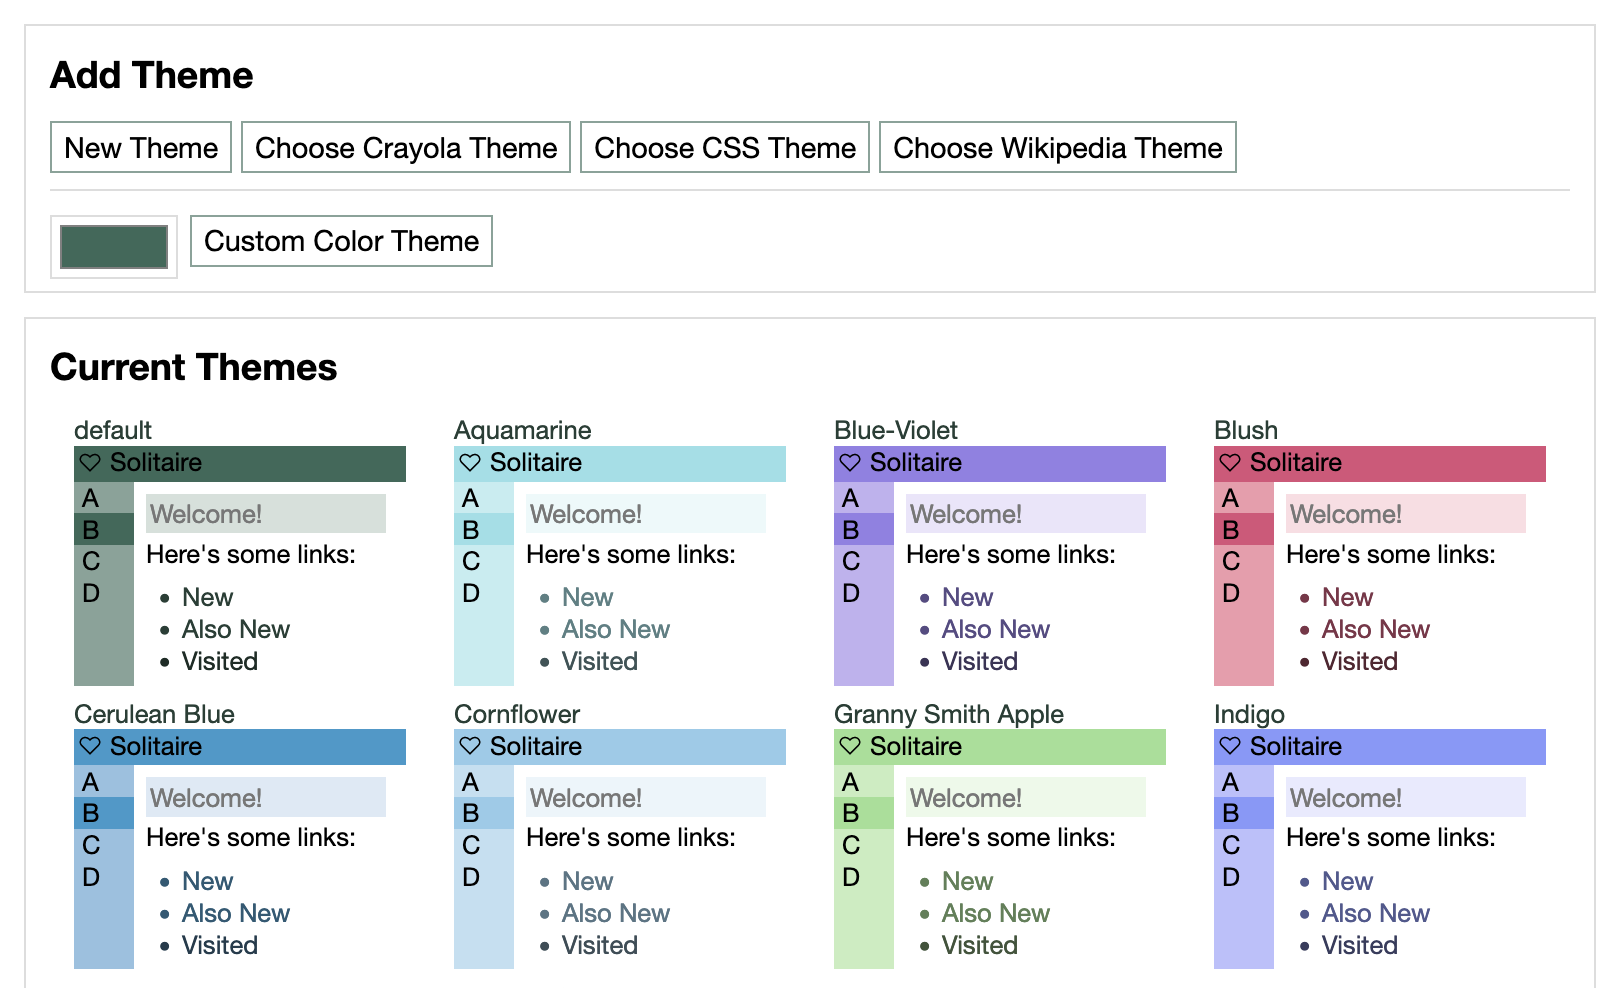 Add Theme
New Theme Choose Crayola Theme Choose CSS Theme Choose Wikipedia Theme
Custom Color Theme
Current Themes
default
♡ Solitaire
A
B
C
D
Welcome!
Here's some links:
• New
• Also New
• Visited
Aquamarine
♡ Solitaire
A
B
C
D
Welcome!
Here's some links:
• New
• Also New
• Visited
Blue-Violet
♡ Solitaire
A
B
C
D
Welcome!
Here's some links:
• New
• Also New
• Visited
Blush
♡ Solitaire
A
B
C
D
Welcome!
Here's some links:
• New
• Also New
• Visited
Cerulean Blue
♡ Solitaire
A
B
C
D
Welcome!
Here's some links:
• New
• Also New
• Visited
Cornflower
♡ Solitaire
A
B
C
D
Welcome!
Here's some links:
• New
• Also New
• Visited
Granny Smith Apple
♡ Solitaire
A
B
C
D
Welcome!
Here's some links:
• New
• Also New
• Visited
Indigo
♡ Solitaire
A
B
C
D
Welcome!
Here's some links:
• New
• Also New
• Visited